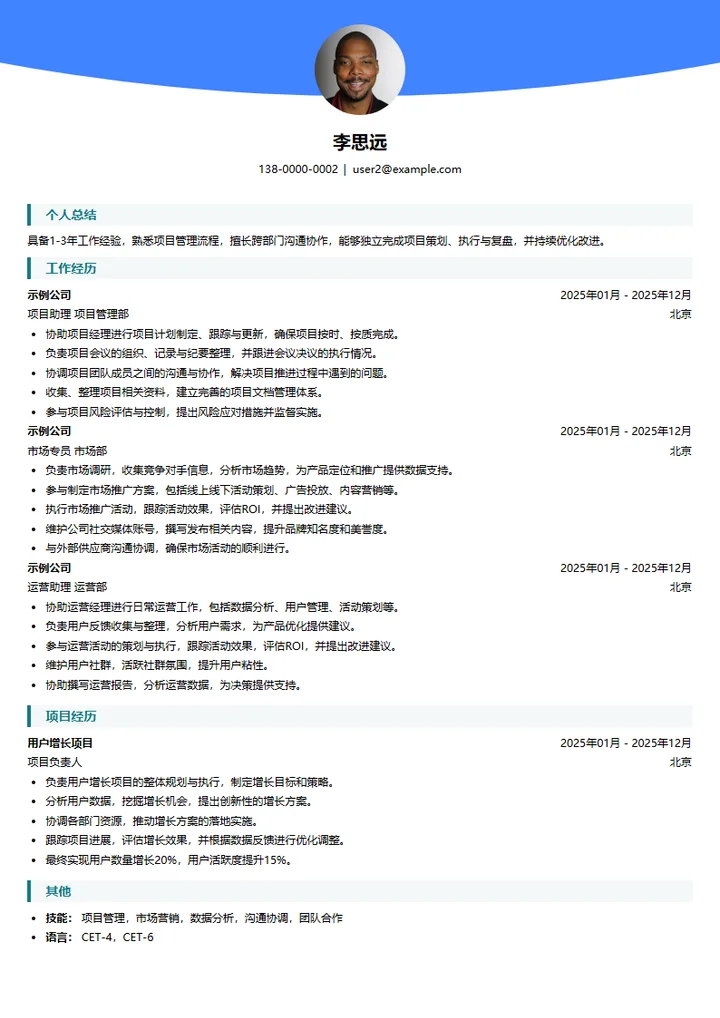 李思远
138-0000-0002 | user2@example.com
个人总结
具备1-3年工作经验，熟悉项目管理流程，擅长跨部门沟通协作，能够独立完成项目策划、执行与复盘，并持续优化改进。
工作经历
示例公司 2025年01月 - 2025年12月
项目助理 项目管理部 北京
• 协助项目经理进行项目计划制定、跟踪与更新，确保项目按时、按质完成。
• 负责项目会议的组织、记录与纪要整理，并跟进会议决议的执行情况。
• 协调项目团队成员之间的沟通与协作，解决项目推进过程中遇到的问题。
• 收集、整理项目相关资料，建立完善的项目文档管理体系。
• 参与项目风险评估与控制，提出风险应对措施并监督实施。
示例公司 2025年01月 - 2025年12月
市场专员 市场部 北京
• 负责市场调研，收集竞争对手信息，分析市场趋势，为产品定位和推广提供数据支持。
• 参与制定市场推广方案，包括线上线下活动策划、广告投放、内容营销等。
• 执行市场推广活动，跟踪活动效果，评估ROI，并提出改进建议。
• 维护公司社交媒体账号，撰写发布相关内容，提升品牌知名度和美誉度。
• 与外部供应商沟通协调，确保市场活动的顺利进行。
示例公司 2025年01月 - 2025年12月
运营助理 运营部 北京
• 协助运营经理进行日常运营工作，包括数据分析、用户管理、活动策划等。
• 负责用户反馈收集与整理，分析用户需求，为产品优化提供建议。
• 参与运营活动的策划与执行，跟踪活动效果，评估ROI，并提出改进建议。
• 维护用户社群，活跃社群氛围，提升用户粘性。
• 协助撰写运营报告，分析运营数据，为决策提供支持。
项目经历
用户增长项目 2025年01月 - 2025年12月
项目负责人 北京
• 负责用户增长项目的整体规划与执行，制定增长目标和策略。
• 分析用户数据，挖掘增长机会，提出创新性的增长方案。
• 协调各部门资源，推动增长方案的落地实施。
• 跟踪项目进展，评估增长效果，并根据数据反馈进行优化调整。
• 最终实现用户数量增长20%，用户活跃度提升15%。
其他
• 技能： 项目管理，市场营销，数据分析，沟通协调，团队合作
• 语言： CET-4，CET-6